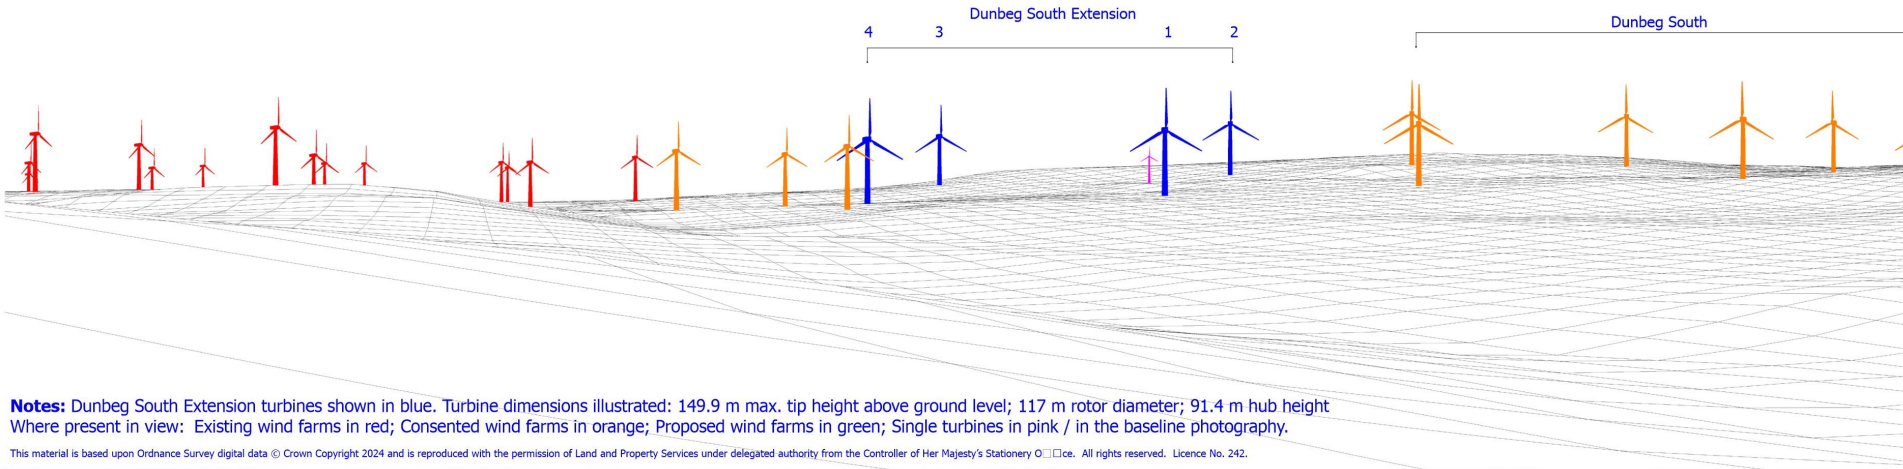 Dunbeg South Extension
Dunbeg South
4 3 1 2
Notes: Dunbeg South Extension turbines shown in blue. Turbine dimensions illustrated: 149.9 m max. tip height above ground level; 117 m rotor diameter; 91.4 m hub height
Where present in view: Existing wind farms in red; Consented wind farms in orange; Proposed wind farms in green; Single turbines in pink / in the baseline photography.
This material is based upon Ordnance Survey digital data © Crown Copyright 2024 and is reproduced with the permission of Land and Property Services under delegated authority from the Controller of Her Majesty's Stationery O□□ce. All rights reserved. Licence No. 242.